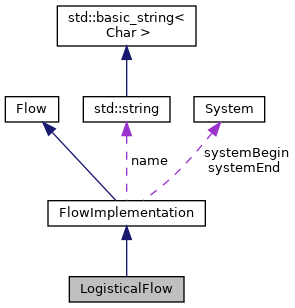 std::basic_string<
Char >
Flow
std::string
System
name
systemBegin
systemEnd
FlowImplementation
LogisticalFlow